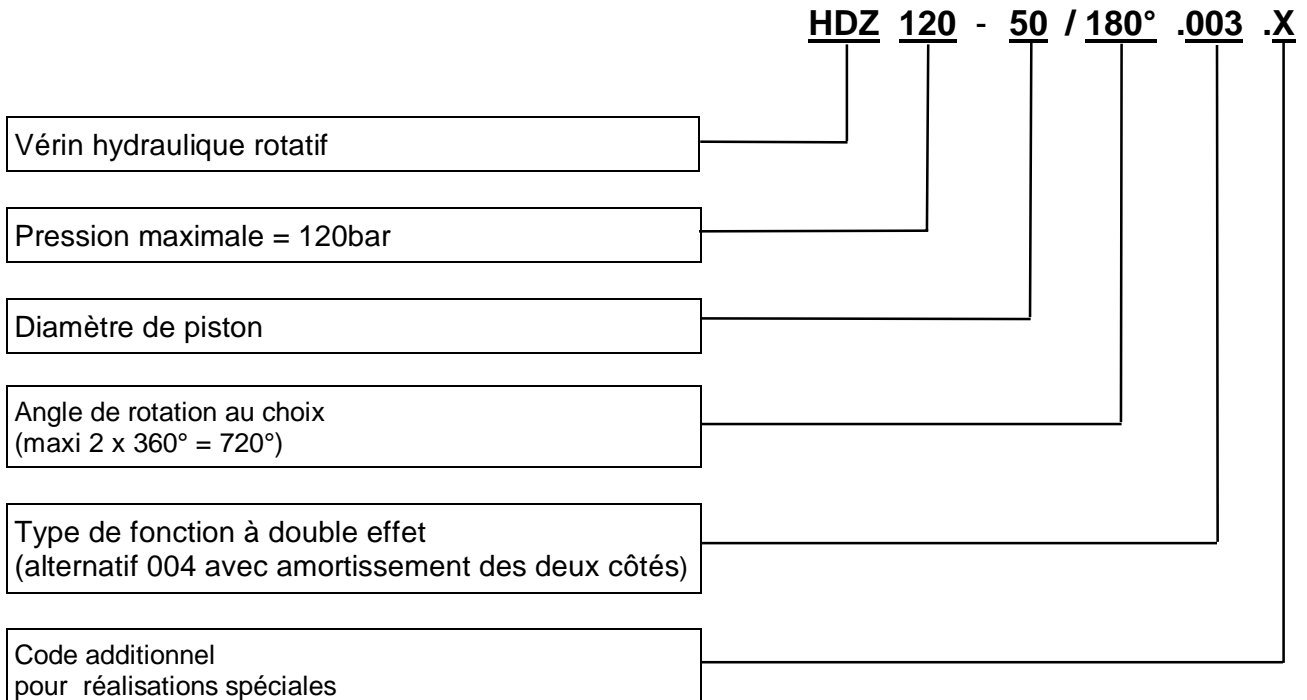 HDZ 120 - 50 / 180° .003 .X
Vérin hydraulique rotatif
Pression maximale = 120bar
Diamètre de piston
Angle de rotation au choix
(maxi 2 x 360° = 720°)
Type de fonction à double effet
(alternatif 004 avec amortissement des deux côtés)
Code additionnel
pour réalisations spéciales